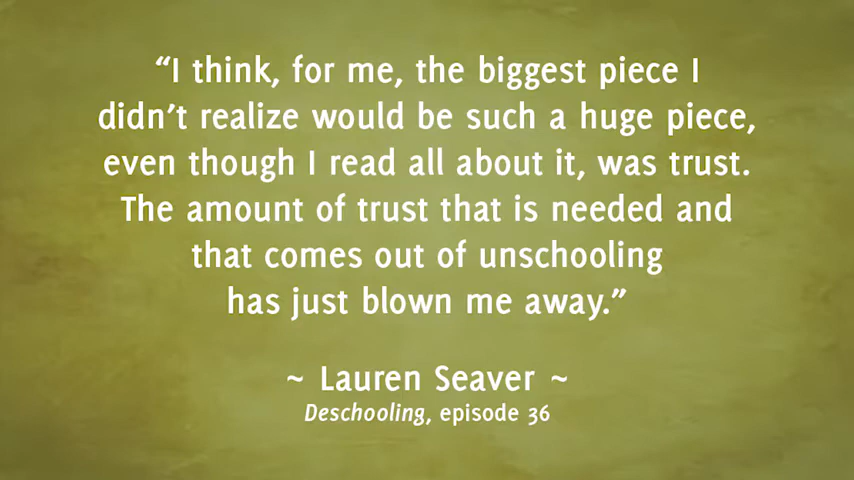 “I think, for me, the biggest piece I
didn’t realize would be such a huge piece,
even though I read all about it, was trust.
The amount of trust that is needed and
that comes out of unschooling
has just blown me away.”
~ Lauren Seaver ~
Deschooling, episode 36